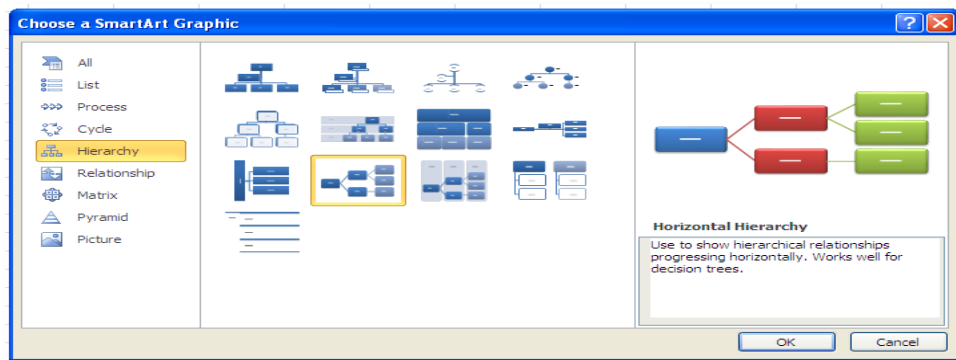 Choose a SmartArt Graphic
All
List
Process
Cycle
Hierarchy
Relationship
Matrix
Pyramid
Picture
Horizontal Hierarchy
Use to show hierarchical relationships
progressing horizontally. Works well for
decision trees.
OK
Cancel